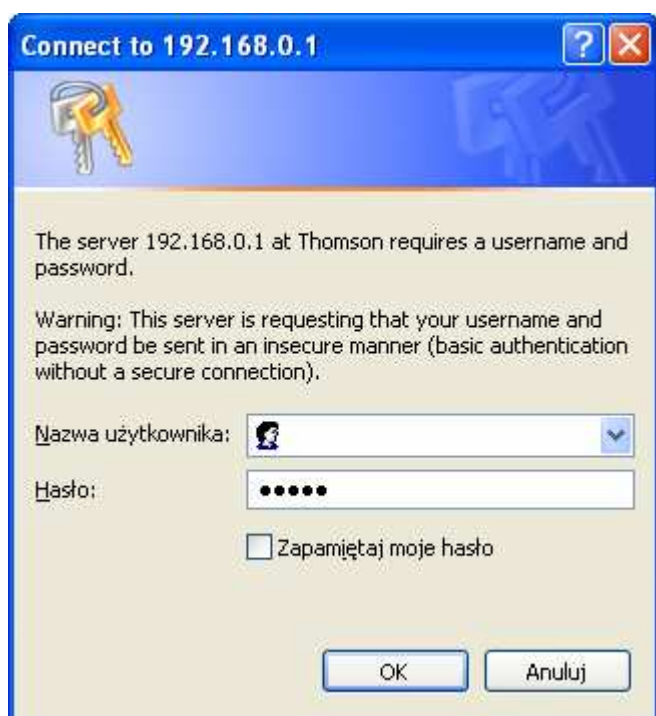 Connect to 192.168.0.1
The server 192.168.0.1 at Thomson requires a username and
password.
Warning: This server is requesting that your username and
password be sent in an insecure manner (basic authentication
without a secure connection).
Nazwa użytkownika:
Hasło: •••••
Zapamiętaj moje hasło
OK Anuluj